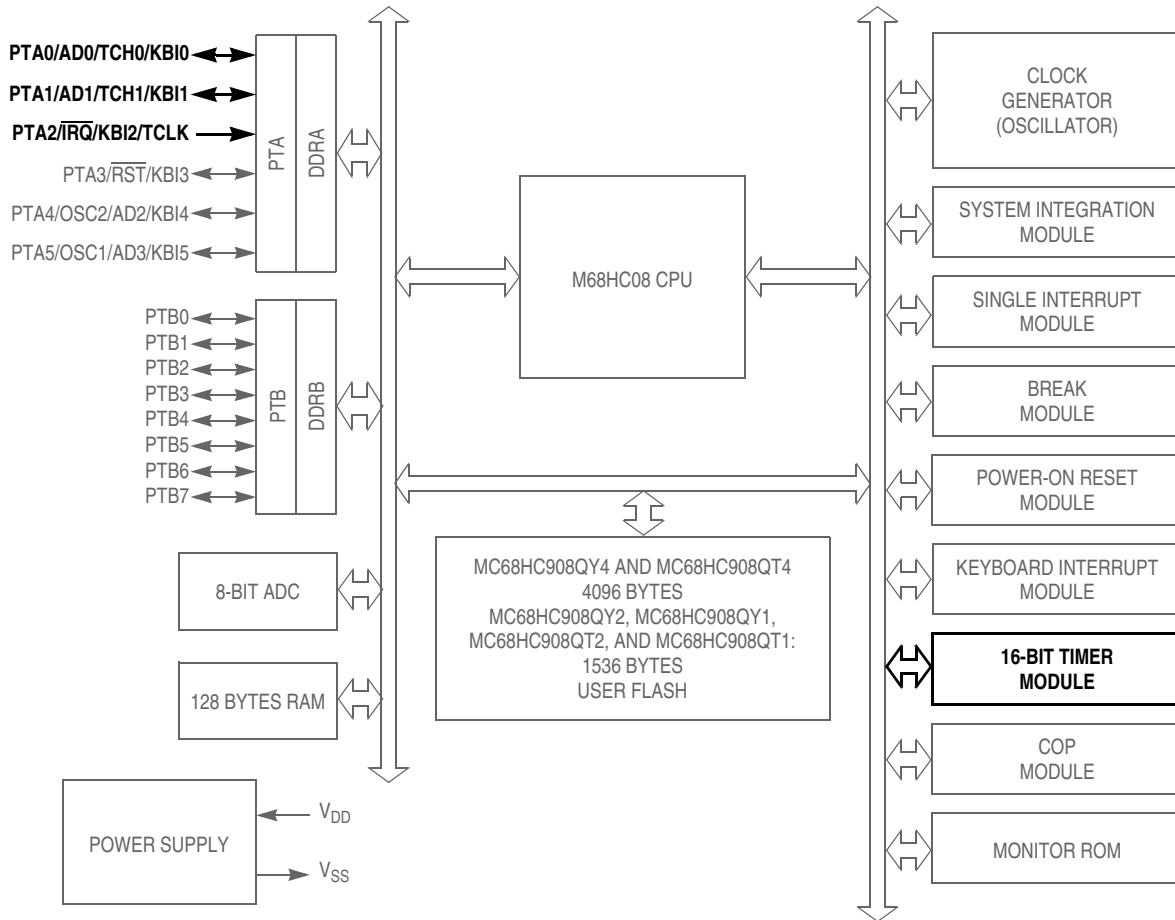 PTA0/AD0/TCH0/KBI0
PTA1/AD1/TCH1/KBI1
PTA2/I̅R̅Q̅/KBI2/TCLK
PTA3/R̅S̅T̅/KBI3
PTA4/OSC2/AD2/KBI4
PTA5/OSC1/AD3/KBI5
PTA
DDRA
PTB0
PTB1
PTB2
PTB3
PTB4
PTB5
PTB6
PTB7
PTB
DDRB
8-BIT ADC
128 BYTES RAM
POWER SUPPLY
V_DD
V_SS
M68HC08 CPU
MC68HC908QY4 AND MC68HC908QT4
4096 BYTES
MC68HC908QY2, MC68HC908QY1,
MC68HC908QT2, AND MC68HC908QT1:
1536 BYTES
USER FLASH
CLOCK
GENERATOR
(OSCILLATOR)
SYSTEM INTEGRATION
MODULE
SINGLE INTERRUPT
MODULE
BREAK
MODULE
POWER-ON RESET
MODULE
KEYBOARD INTERRUPT
MODULE
16-BIT TIMER
MODULE
COP
MODULE
MONITOR ROM